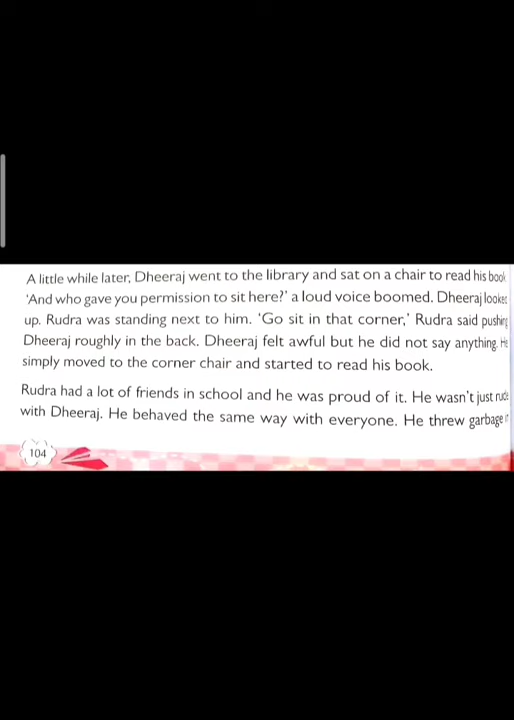 A little while later, Dheeraj went to the library and sat on a chair to read his book
‘And who gave you permission to sit here?’ a loud voice boomed. Dheeraj looked
up. Rudra was standing next to him. ‘Go sit in that corner,’ Rudra said pushing
Dheeraj roughly in the back. Dheeraj felt awful but he did not say anything. He
simply moved to the corner chair and started to read his book.
Rudra had a lot of friends in school and he was proud of it. He wasn't just rude
with Dheeraj. He behaved the same way with everyone. He threw garbage
104